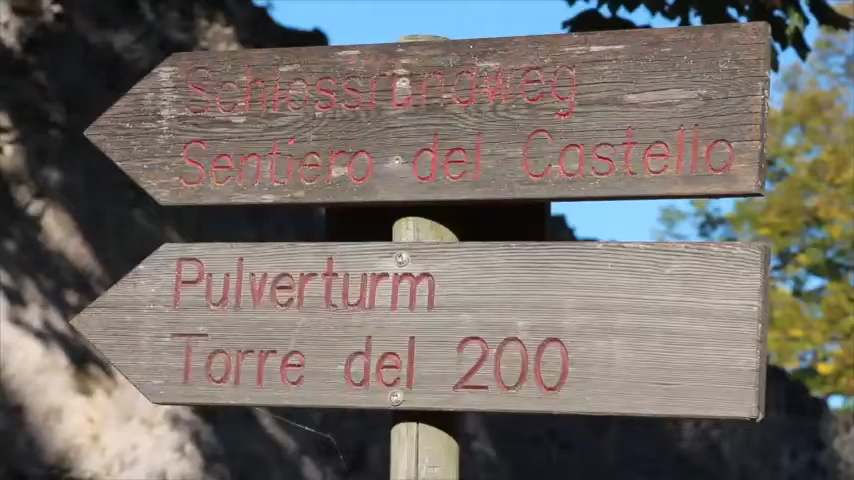 Schlossrundweg
Sentiero del Castello
Pulverturm
Torre del 200